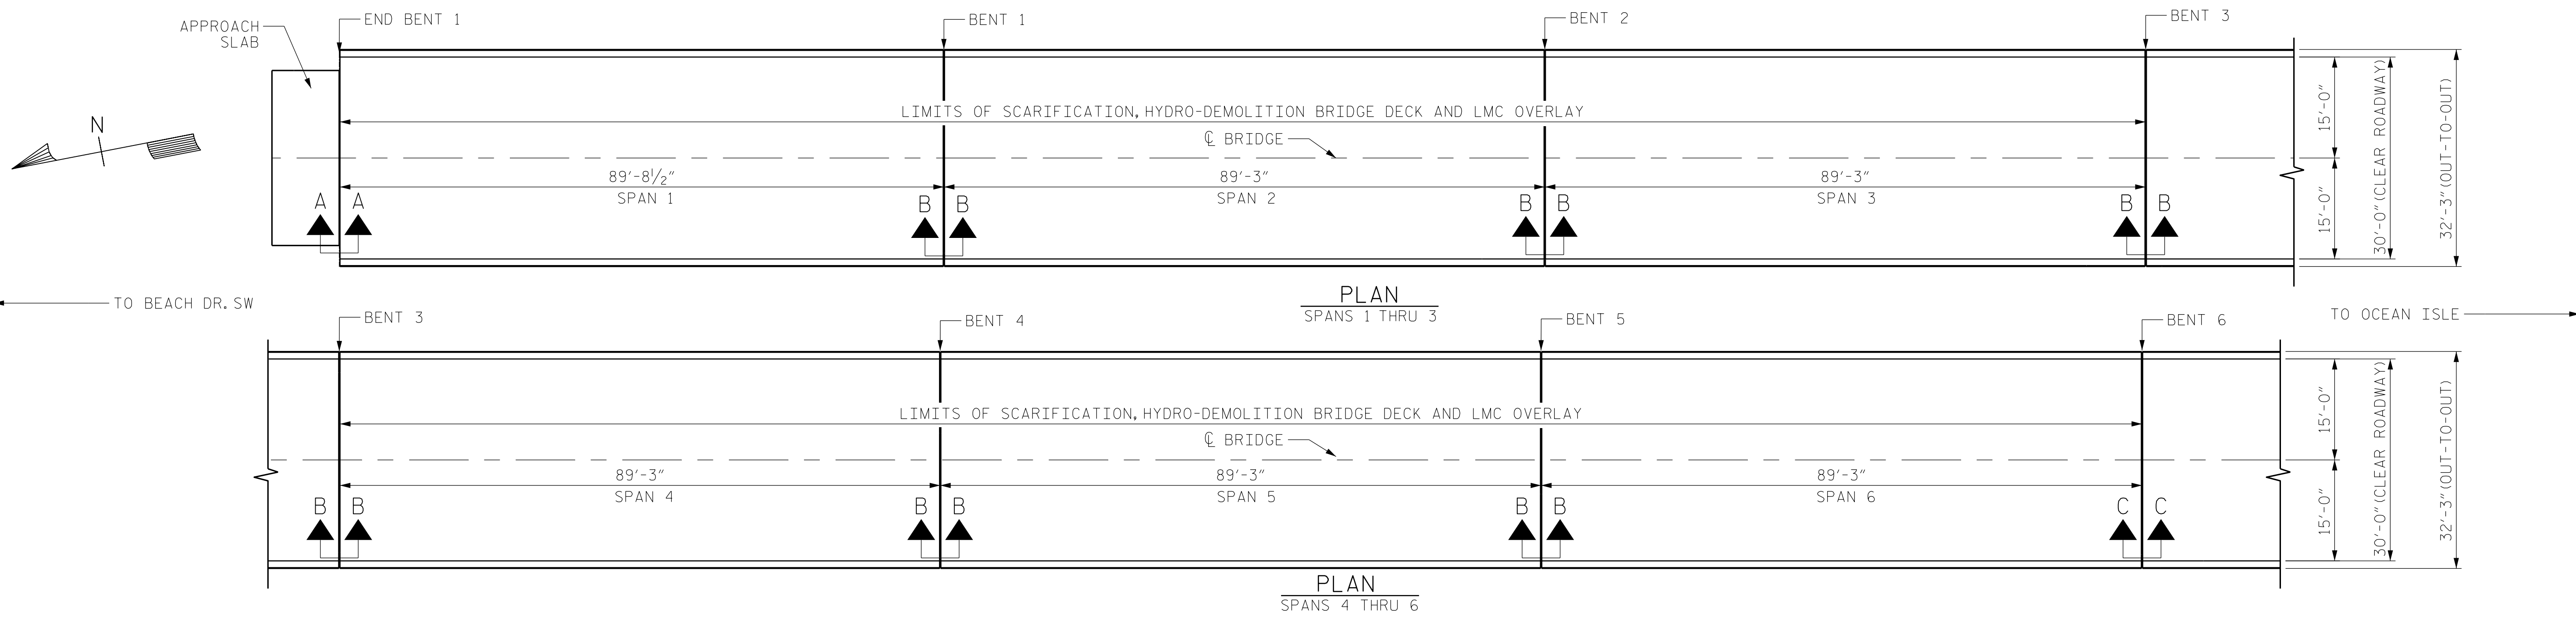 APPROACH
SLAB
END BENT 1
BENT 1
BENT 2
BENT 3
N
LIMITS OF SCARIFICATION, HYDRO-DEMOLITION BRIDGE DECK AND LMC OVERLAY
℄ BRIDGE
89'-8½"
SPAN 1
89'-3"
SPAN 2
89'-3"
SPAN 3
A A
B B
B B
B B
15'-0"
15'-0"
30'-0" (CLEAR ROADWAY)
32'-3" (OUT-TO-OUT)
PLAN
SPANS 1 THRU 3
TO BEACH DR. SW
TO OCEAN ISLE
BENT 3
BENT 4
BENT 5
BENT 6
LIMITS OF SCARIFICATION, HYDRO-DEMOLITION BRIDGE DECK AND LMC OVERLAY
℄ BRIDGE
89'-3"
SPAN 4
89'-3"
SPAN 5
89'-3"
SPAN 6
B B
B B
B B
C C
15'-0"
15'-0"
30'-0" (CLEAR ROADWAY)
32'-3" (OUT-TO-OUT)
PLAN
SPANS 4 THRU 6